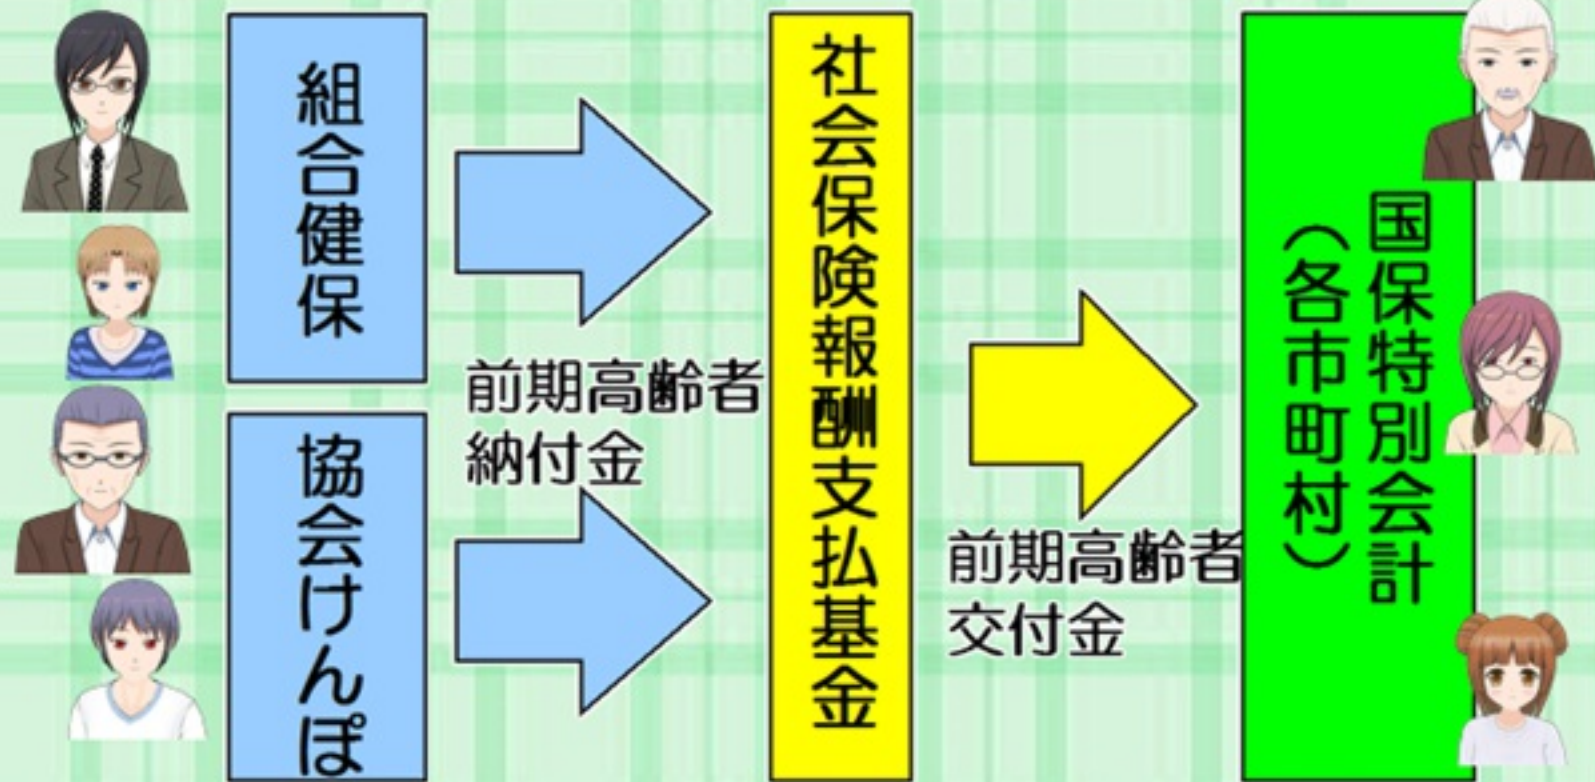 組合健保
協会けんぽ
前期高齢者
納付金
社会保険報酬支払基金
前期高齢者
交付金
国保特別会計
（各市町村）